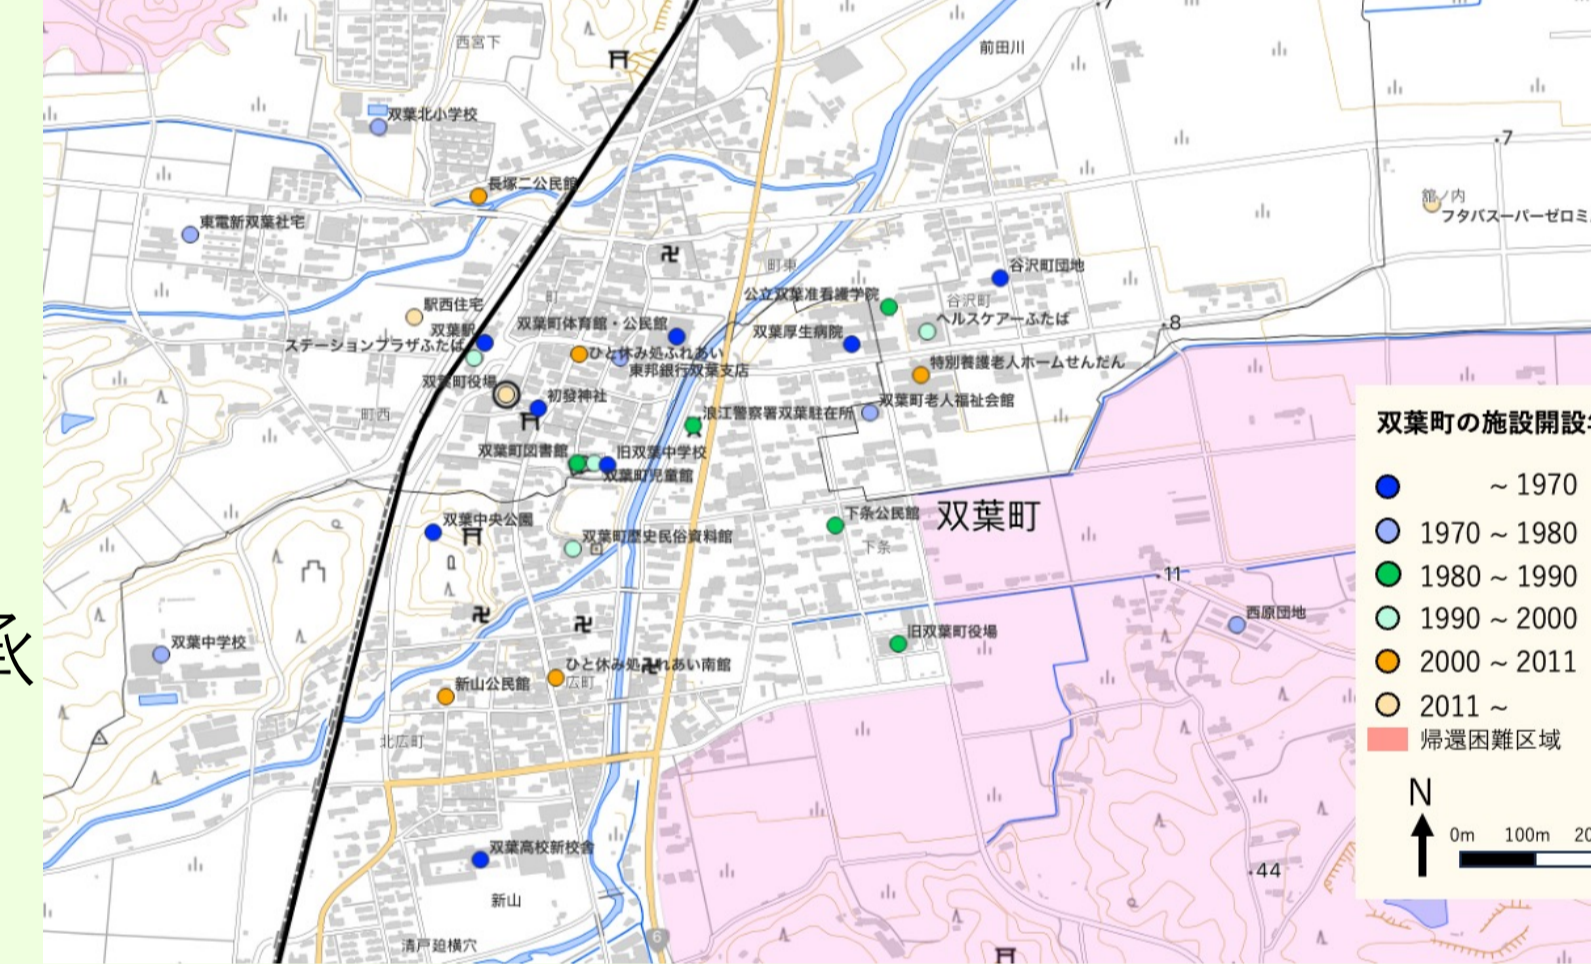 西宮下
前田川
双葉北小学校
7
長塚二公民館
東電新双葉社宅
舘ノ内
フタバスーパーゼロミ
町東
谷沢町団地
町
公立双葉准看護学院
谷沢町
駅西住宅
ヘルスケアーふたば
双葉町体育館・公民館
8
双葉駅
双葉厚生病院
ステーションプラザふたば
ひと休み処ふれあい
東邦銀行双葉支店
特別養護老人ホームせんだん
双葉町役場
初發神社
双葉町老人福祉会館
町西
浪江警察署双葉駐在所
双葉町図書館
旧双葉中学校
双葉町児童館
双葉中央公園
下条公民館
双葉町
双葉町歴史民俗資料館
下条
11
西原団地
承
双葉中学校
旧双葉町役場
ひと休み処ふれあい南館
新山公民館
広町
北広町
双葉高校新校舎
44
新山
清戸廹横穴
6
双葉町の施設開設
~ 1970
1970 ~ 1980
1980 ~ 1990
1990 ~ 2000
2000 ~ 2011
2011 ~
帰還困難区域
N
0m 100m 20